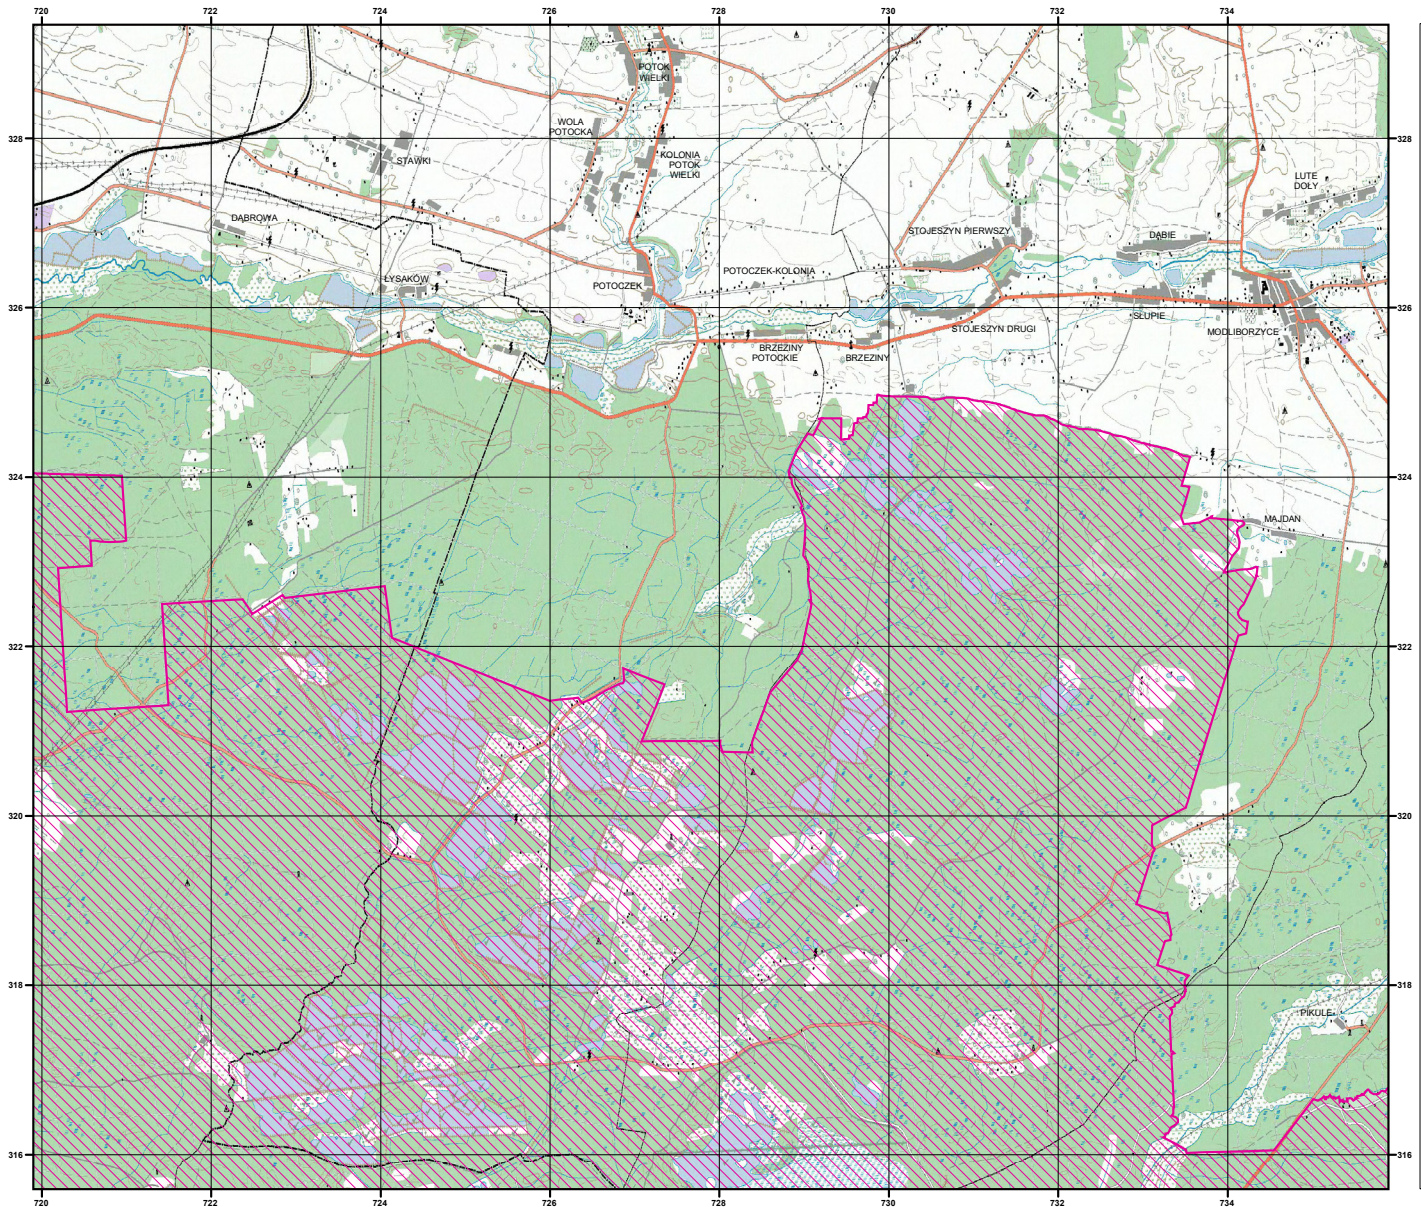 720 722 724 726 728 730 732 734
POTOK
WIELKI
WOLA
POTOCKA
328 328
STAWKI
KOLONIA
POTOK
WIELKI
LUTE
DOŁY
DĄBROWA
STOJESZYN PIERWSZY
DĄBIE
POTOCZEK-KOLONIA
ŁYSAKÓW
POTOCZEK
326 326
SŁUPIE
STOJESZYN DRUGI
MODLIBORZYCE
BRZEZINY
POTOCKIE
BRZEZINY
324 324
MAJDAN
322 322
320 320
318 318
PIKULE
316 316
720 722 724 726 728 730 732 734